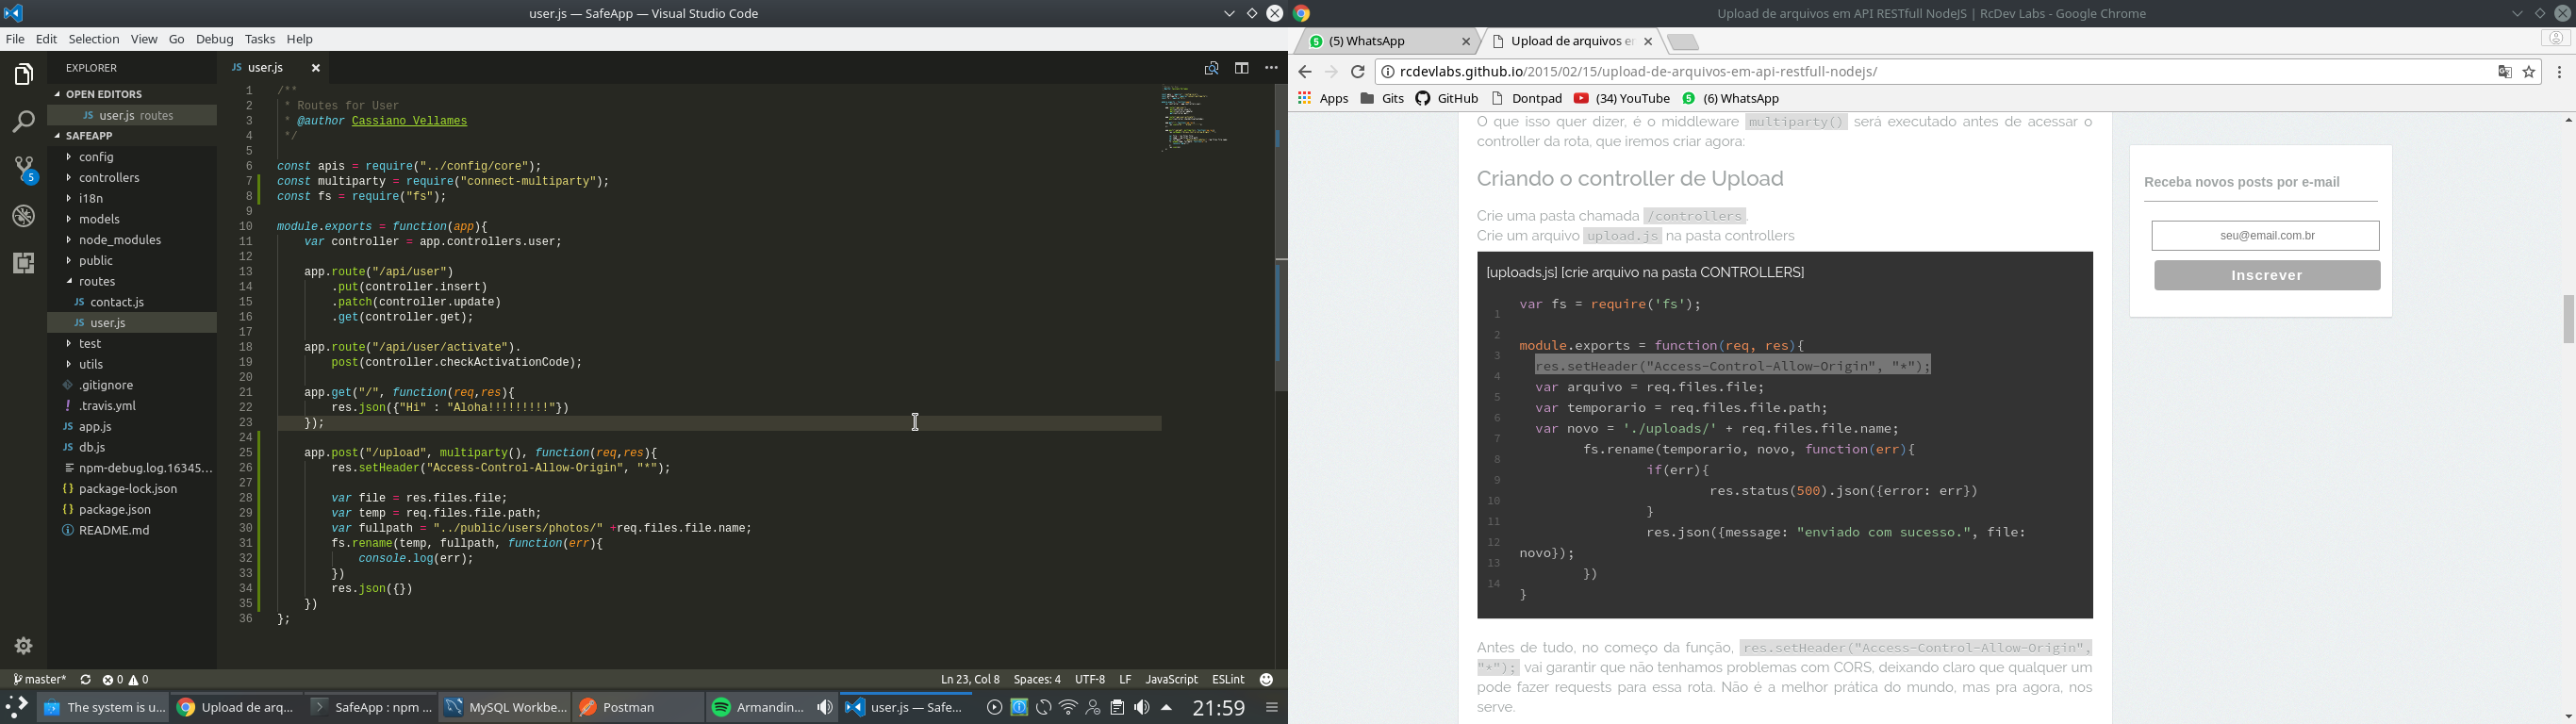 user.js — SafeApp — Visual Studio Code
File Edit Selection View Go Debug Tasks Help
EXPLORER
OPEN EDITORS
JS user.js routes
SAFEAPP
config
controllers
i18n
models
node_modules
public
routes
JS contact.js
JS user.js
test
utils
.gitignore
! .travis.yml
JS app.js
JS db.js
npm-debug.log.16345...
{} package-lock.json
{} package.json
README.md
5
JS user.js
1 /**
2 * Routes for User
3 * @author Cassiano Vellames
4 */
5
6 const apis = require("../config/core");
7 const multiparty = require("connect-multiparty");
8 const fs = require("fs");
9
10 module.exports = function(app){
11 var controller = app.controllers.user;
12
13 app.route("/api/user")
14 .put(controller.insert)
15 .patch(controller.update)
16 .get(controller.get);
17
18 app.route("/api/user/activate").
19 post(controller.checkActivationCode);
20
21 app.get("/", function(req,res){
22 res.json({"Hi" : "Aloha!!!!!!!!!"})
23 });
24
25 app.post("/upload", multiparty(), function(req,res){
26 res.setHeader("Access-Control-Allow-Origin", "*");
27
28 var file = res.files.file;
29 var temp = req.files.file.path;
30 var fullpath = "../public/users/photos/" +req.files.file.name;
31 fs.rename(temp, fullpath, function(err){
32 console.log(err);
33 })
34 res.json({})
35 })
36 };
master* 0 0 Ln 23, Col 8 Spaces: 4 UTF-8 LF JavaScript ESLint
The system is u... Upload de arq... SafeApp : npm ... MySQL Workbe... Postman Armandin... user.js — Safe... 21:59
Upload de arquivos em API RESTfull NodeJS | RcDev Labs - Google Chrome
(5) WhatsApp Upload de arquivos e
rcdevlabs.github.io/2015/02/15/upload-de-arquivos-em-api-restfull-nodejs/
Apps Gits GitHub Dontpad (34) YouTube (6) WhatsApp
O que isso quer dizer, é o middleware multiparty() será executado antes de acessar o
controller da rota, que iremos criar agora:
Criando o controller de Upload
Crie uma pasta chamada /controllers.
Crie um arquivo upload.js na pasta controllers
[uploads.js] [crie arquivo na pasta CONTROLLERS]
var fs = require('fs');
1
2
module.exports = function(req, res){
3
res.setHeader("Access-Control-Allow-Origin", "*");
4
var arquivo = req.files.file;
5
var temporario = req.files.file.path;
6
var novo = './uploads/' + req.files.file.name;
7
fs.rename(temporario, novo, function(err){
8
if(err){
9
res.status(500).json({error: err})
10
}
11
res.json({message: "enviado com sucesso.", file:
12
novo});
13
})
14
}
Antes de tudo, no começo da função, res.setHeader("Access-Control-Allow-Origin",
"*"); vai garantir que não tenhamos problemas com CORS, deixando claro que qualquer um
pode fazer requests para essa rota. Não é a melhor prática do mundo, mas pra agora, nos
serve.
Receba novos posts por e-mail
seu@email.com.br
Inscrever